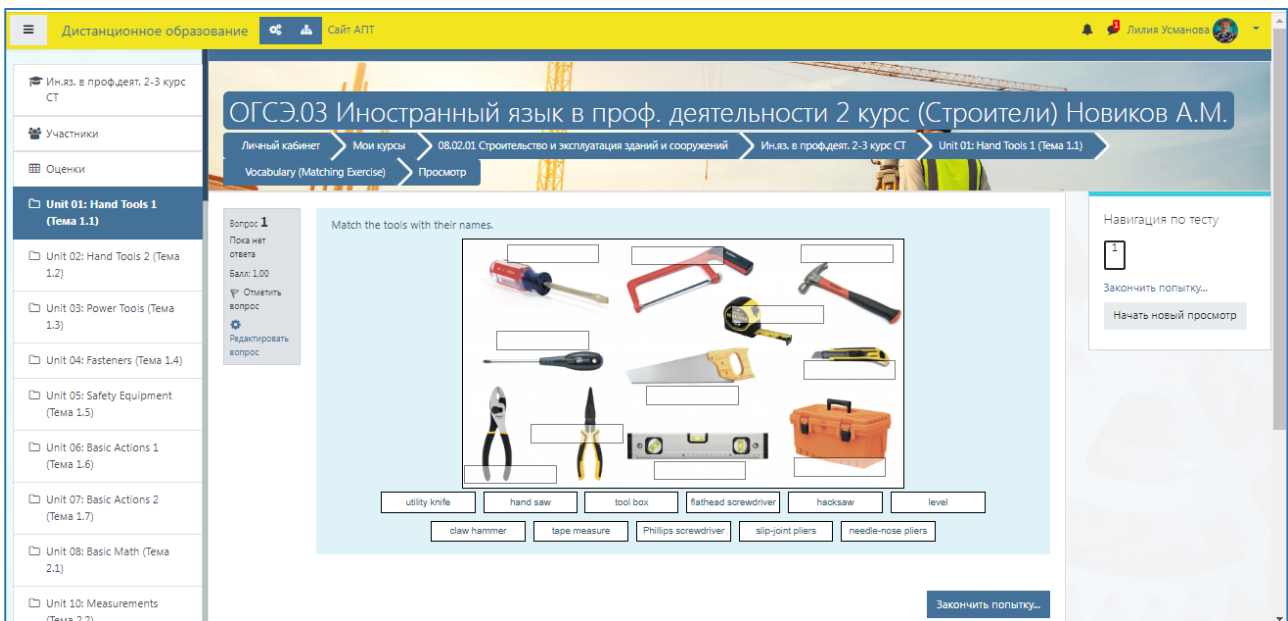 Дистанционное образование
Сайт АПТ
1
Лилия Усманова
Ин.яз. в проф.деят. 2-3 курс
СТ
Участники
Оценки
Unit 01: Hand Tools 1
(Тема 1.1)
Unit 02: Hand Tools 2 (Тема
1.2)
Unit 03: Power Tools (Тема
1.3)
Unit 04: Fasteners (Тема 1.4)
Unit 05: Safety Equipment
(Тема 1.5)
Unit 06: Basic Actions 1
(Тема 1.6)
Unit 07: Basic Actions 2
(Тема 1.7)
Unit 08: Basic Math (Тема
2.1)
Unit 10: Measurements
(Тема 2.2)
ОГСЭ.03 Иностранный язык в проф. деятельности 2 курс (Строители) Новиков А.М.
Личный кабинет
Мои курсы
08.02.01 Строительство и эксплуатация зданий и сооружений
Ин.яз. в проф.деят. 2-3 курс СТ
Unit 01: Hand Tools 1 (Тема 1.1)
Vocabulary (Matching Exercise)
Просмотр
Вопрос 1
Пока нет
ответа
Балл: 1,00
Отметить
вопрос
Редактировать
вопрос
Match the tools with their names.
utility knife
hand saw
tool box
flathead screwdriver
hacksaw
level
claw hammer
tape measure
Phillips screwdriver
slip-joint pliers
needle-nose pliers
Закончить попытку...
Навигация по тесту
1
Закончить попытку...
Начать новый просмотр